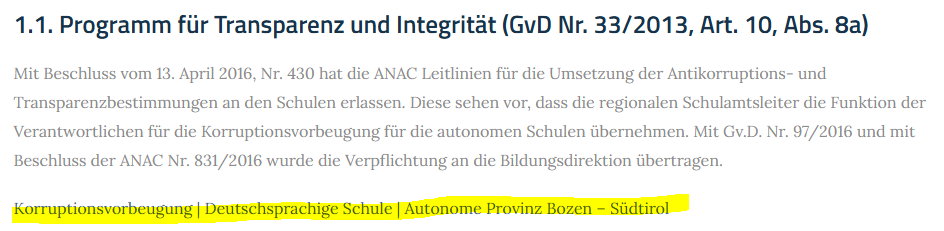 1.1. Programm für Transparenz und Integrität (GvD Nr. 33/2013, Art. 10, Abs. 8a)
Mit Beschluss vom 13. April 2016, Nr. 430 hat die ANAC Leitlinien für die Umsetzung der Antikorruptions- und
Transparenzbestimmungen an den Schulen erlassen. Diese sehen vor, dass die regionalen Schulamtsleiter die Funktion der
Verantwortlichen für die Korruptionsvorbeugung für die autonomen Schulen übernehmen. Mit Gv.D. Nr. 97/2016 und mit
Beschluss der ANAC Nr. 831/2016 wurde die Verpflichtung an die Bildungsdirektion übertragen.
Korruptionsvorbeugung | Deutschsprachige Schule | Autonome Provinz Bozen – Südtirol